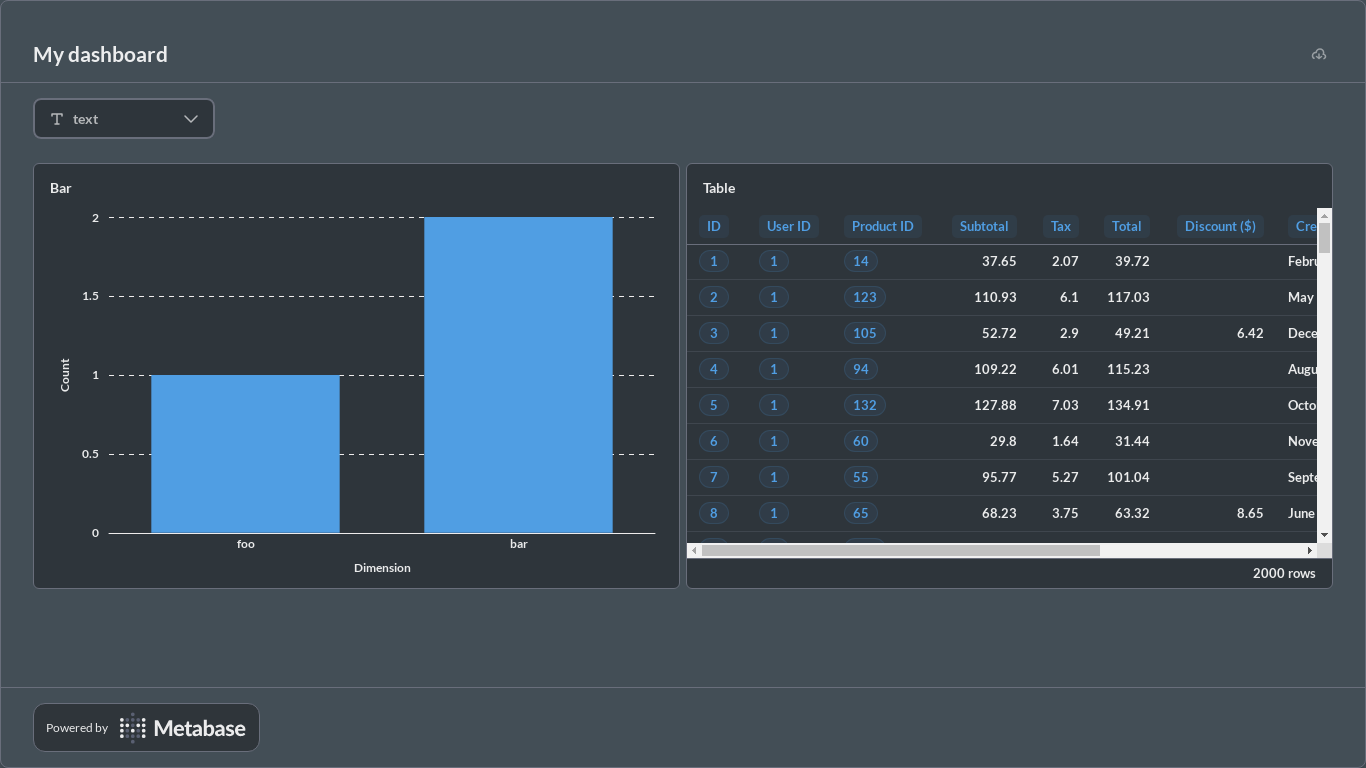 My dashboard
text
Bar
2
1.5
1
0.5
0
Count
foo bar
Dimension
Table
ID User ID Product ID Subtotal Tax Total Discount ($) Cre
1 1 14 37.65 2.07 39.72 Febru
2 1 123 110.93 6.1 117.03 May
3 1 105 52.72 2.9 49.21 6.42 Dece
4 1 94 109.22 6.01 115.23 Augu
5 1 132 127.88 7.03 134.91 Octo
6 1 60 29.8 1.64 31.44 Nove
7 1 55 95.77 5.27 101.04 Septe
8 1 65 68.23 3.75 63.32 8.65 June
2000 rows
Powered by Metabase